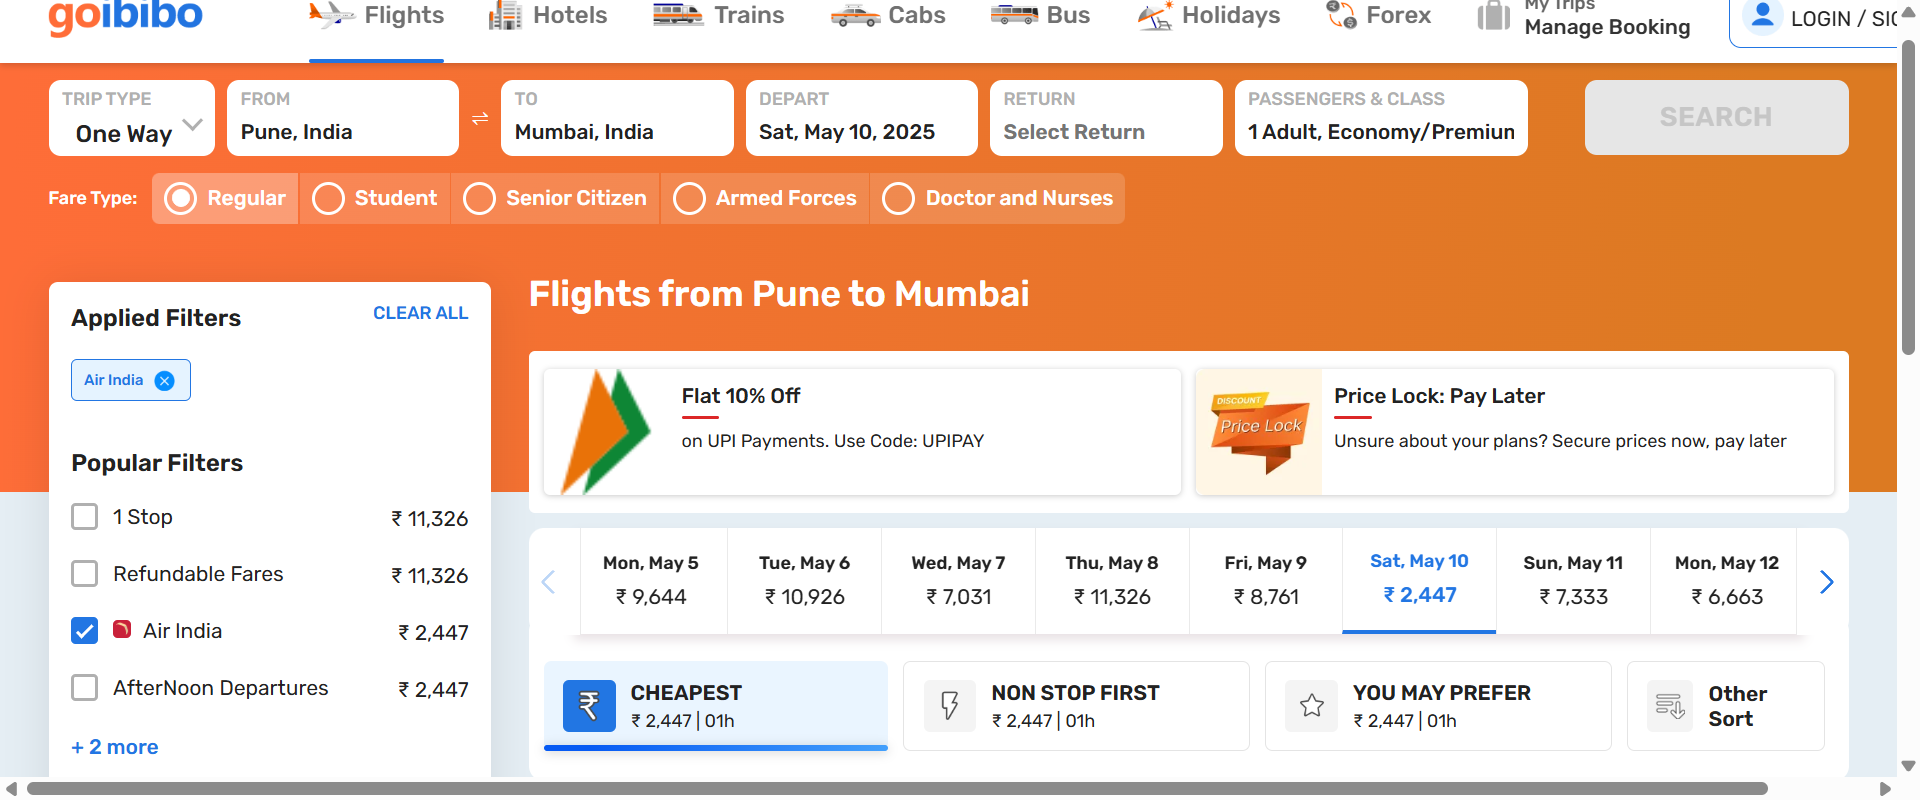 goibibo
Flights
Hotels
Trains
Cabs
Bus
Holidays
Forex
My Trips
Manage Booking
LOGIN / SIG
TRIP TYPE
One Way
FROM
Pune, India
TO
Mumbai, India
DEPART
Sat, May 10, 2025
RETURN
Select Return
PASSENGERS & CLASS
1 Adult, Economy/Premium
SEARCH
Fare Type:
Regular
Student
Senior Citizen
Armed Forces
Doctor and Nurses
Applied Filters
CLEAR ALL
Air India
Popular Filters
1 Stop
₹ 11,326
Refundable Fares
₹ 11,326
Air India
₹ 2,447
AfterNoon Departures
₹ 2,447
+ 2 more
Flights from Pune to Mumbai
Flat 10% Off
on UPI Payments. Use Code: UPIPAY
DISCOUNT
Price Lock
Price Lock: Pay Later
Unsure about your plans? Secure prices now, pay later
Mon, May 5
₹ 9,644
Tue, May 6
₹ 10,926
Wed, May 7
₹ 7,031
Thu, May 8
₹ 11,326
Fri, May 9
₹ 8,761
Sat, May 10
₹ 2,447
Sun, May 11
₹ 7,333
Mon, May 12
₹ 6,663
₹
CHEAPEST
₹ 2,447 | 01h
NON STOP FIRST
₹ 2,447 | 01h
YOU MAY PREFER
₹ 2,447 | 01h
Other
Sort